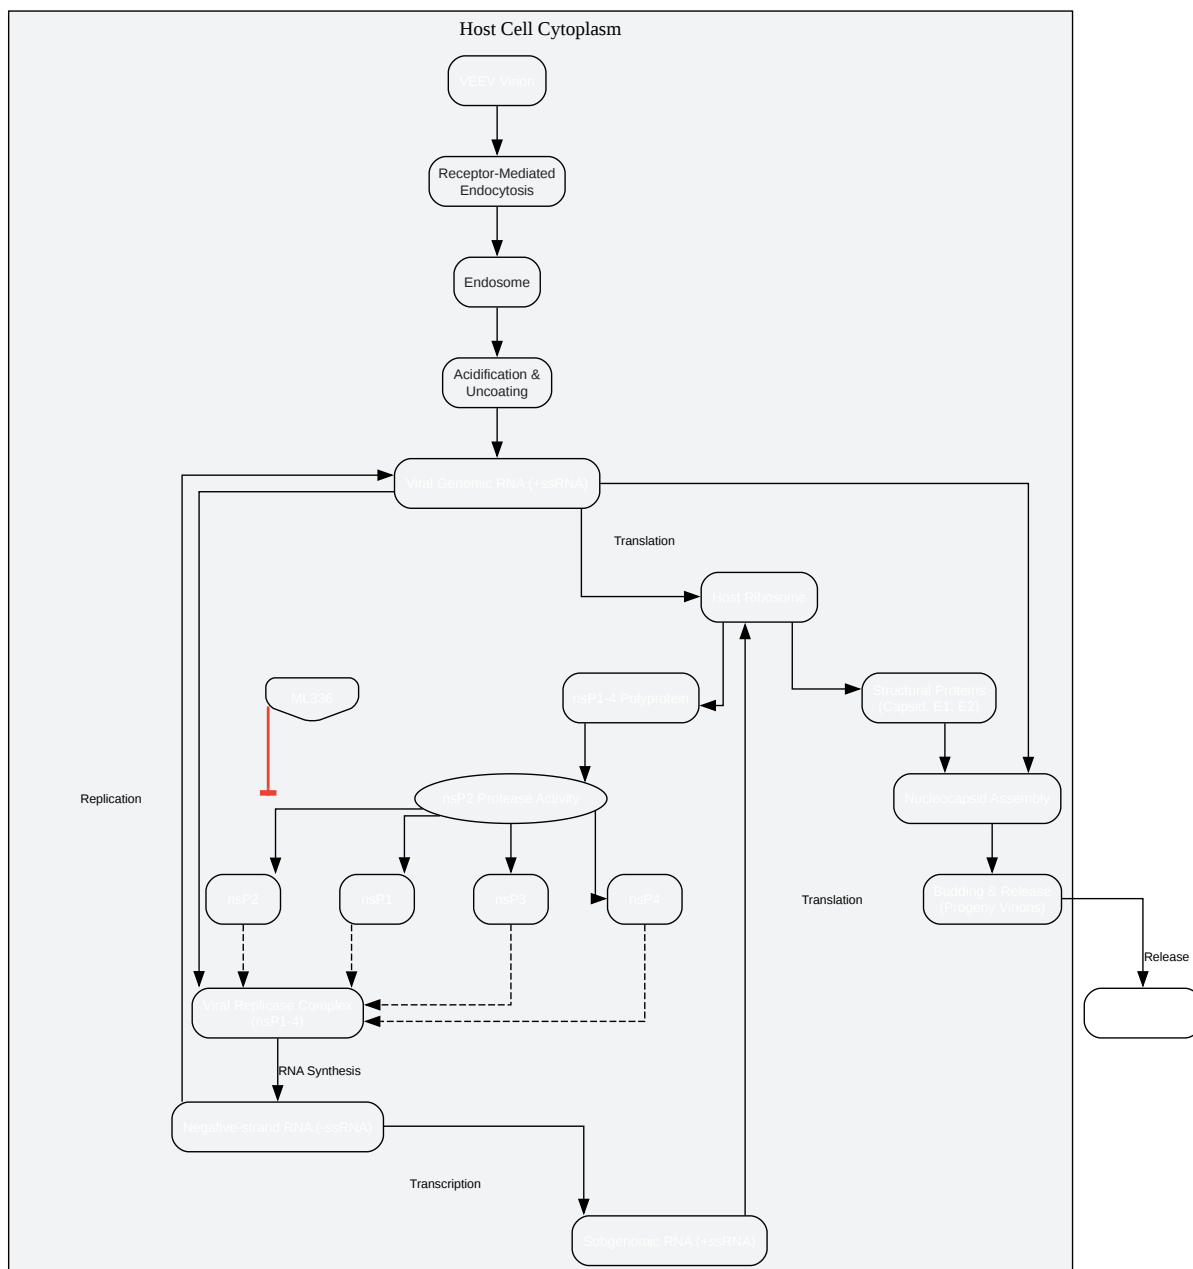 Host Cell Cytoplasm
VEEV Virion
Receptor-Mediated
Endocytosis
Endosome
Acidification &
Uncoating
Viral Genomic RNA (+ssRNA)
Translation
Host Ribosome
ML336
nsP1-4 Polyprotein
Structural Proteins
(Capsid, E1, E2)
Replication
nsP2 Protease Activity
Nucleocapsid Assembly
nsP2
nsP1
nsP3
nsP4
Translation
Budding & Release
(Progeny Virions)
Release
Viral Replicase Complex
(nsP1-4)
RNA Synthesis
Negative-strand RNA (-ssRNA)
Transcription
Subgenomic RNA (+ssRNA)